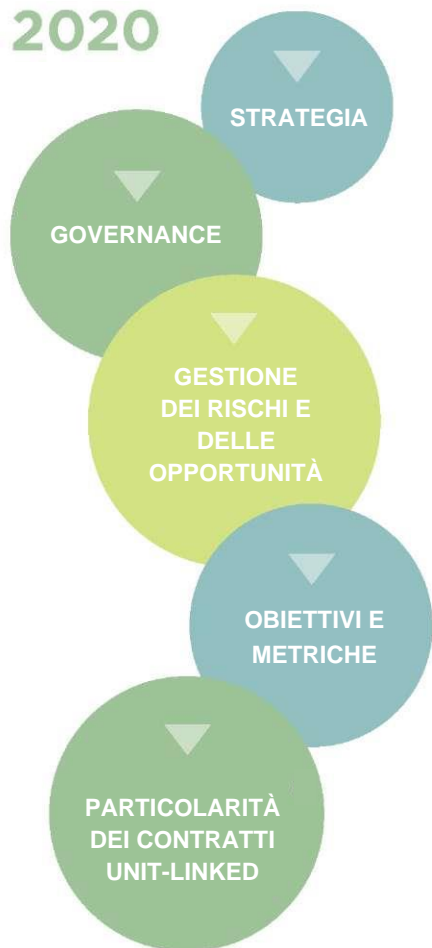 2020
STRATEGIA
GOVERNANCE
GESTIONE
DEI RISCHI E
DELLE
OPPORTUNITÀ
OBIETTIVI E
METRICHE
PARTICOLARITÀ
DEI CONTRATTI
UNIT-LINKED